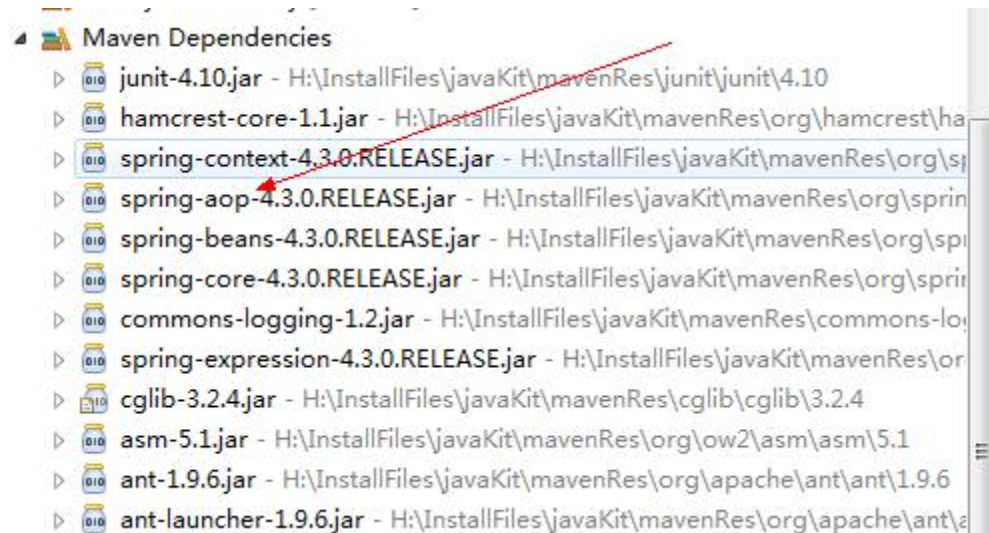 Maven Dependencies
junit-4.10.jar - H:\InstallFiles\javaKit\mavenRes\junit\junit\4.10
hamcrest-core-1.1.jar - H:\InstallFiles\javaKit\mavenRes\org\hamcrest\ha
spring-context-4.3.0.RELEASE.jar - H:\InstallFiles\javaKit\mavenRes\org\sp
spring-aop-4.3.0.RELEASE.jar - H:\InstallFiles\javaKit\mavenRes\org\sprin
spring-beans-4.3.0.RELEASE.jar - H:\InstallFiles\javaKit\mavenRes\org\spr
spring-core-4.3.0.RELEASE.jar - H:\InstallFiles\javaKit\mavenRes\org\sprin
commons-logging-1.2.jar - H:\InstallFiles\javaKit\mavenRes\commons-log
spring-expression-4.3.0.RELEASE.jar - H:\InstallFiles\javaKit\mavenRes\or
cglib-3.2.4.jar - H:\InstallFiles\javaKit\mavenRes\cglib\cglib\3.2.4
asm-5.1.jar - H:\InstallFiles\javaKit\mavenRes\org\ow2\asm\asm\5.1
ant-1.9.6.jar - H:\InstallFiles\javaKit\mavenRes\org\apache\ant\ant\1.9.6
ant-launcher-1.9.6.jar - H:\InstallFiles\javaKit\mavenRes\org\apache\ant\a